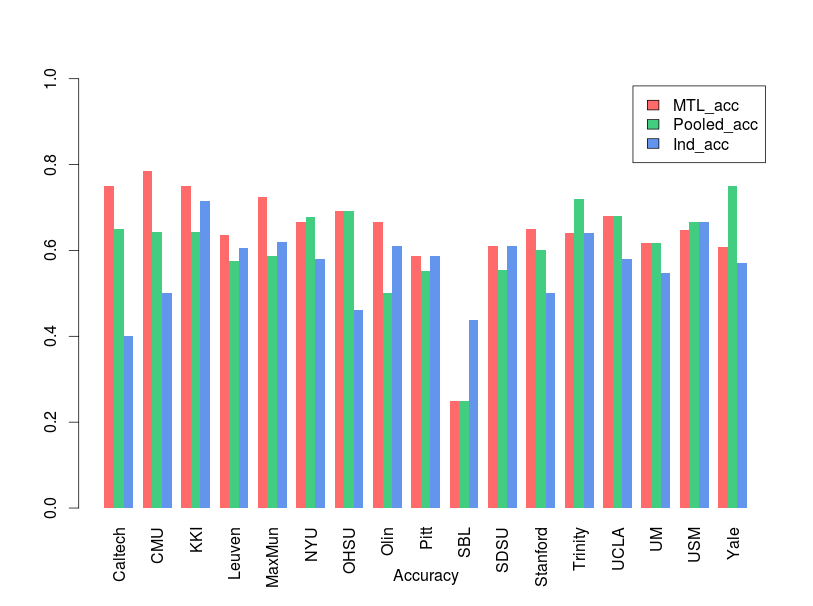 1.0
0.8
0.6
0.4
0.2
0.0
MTL_acc
Pooled_acc
Ind_acc
Caltech
CMU
KKI
Leuven
MaxMun
NYU
OHSU
Olin
Pitt
SBL
SDSU
Stanford
Trinity
UCLA
UM
USM
Yale
Accuracy